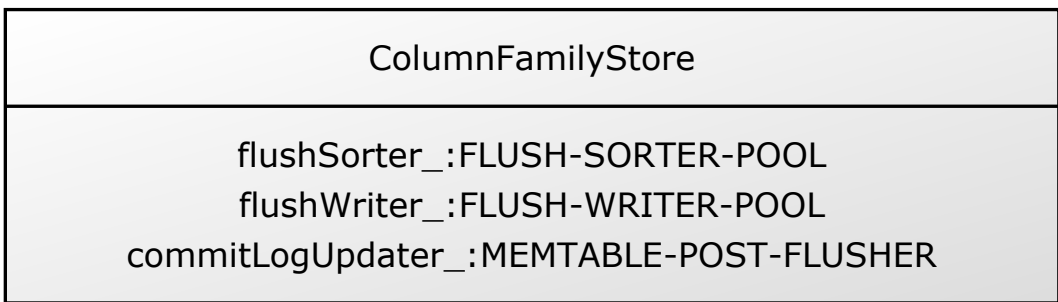 ColumnFamilyStore
flushSorter_:FLUSH-SORTER-POOL
flushWriter_:FLUSH-WRITER-POOL
commitLogUpdater_:MEMTABLE-POST-FLUSHER